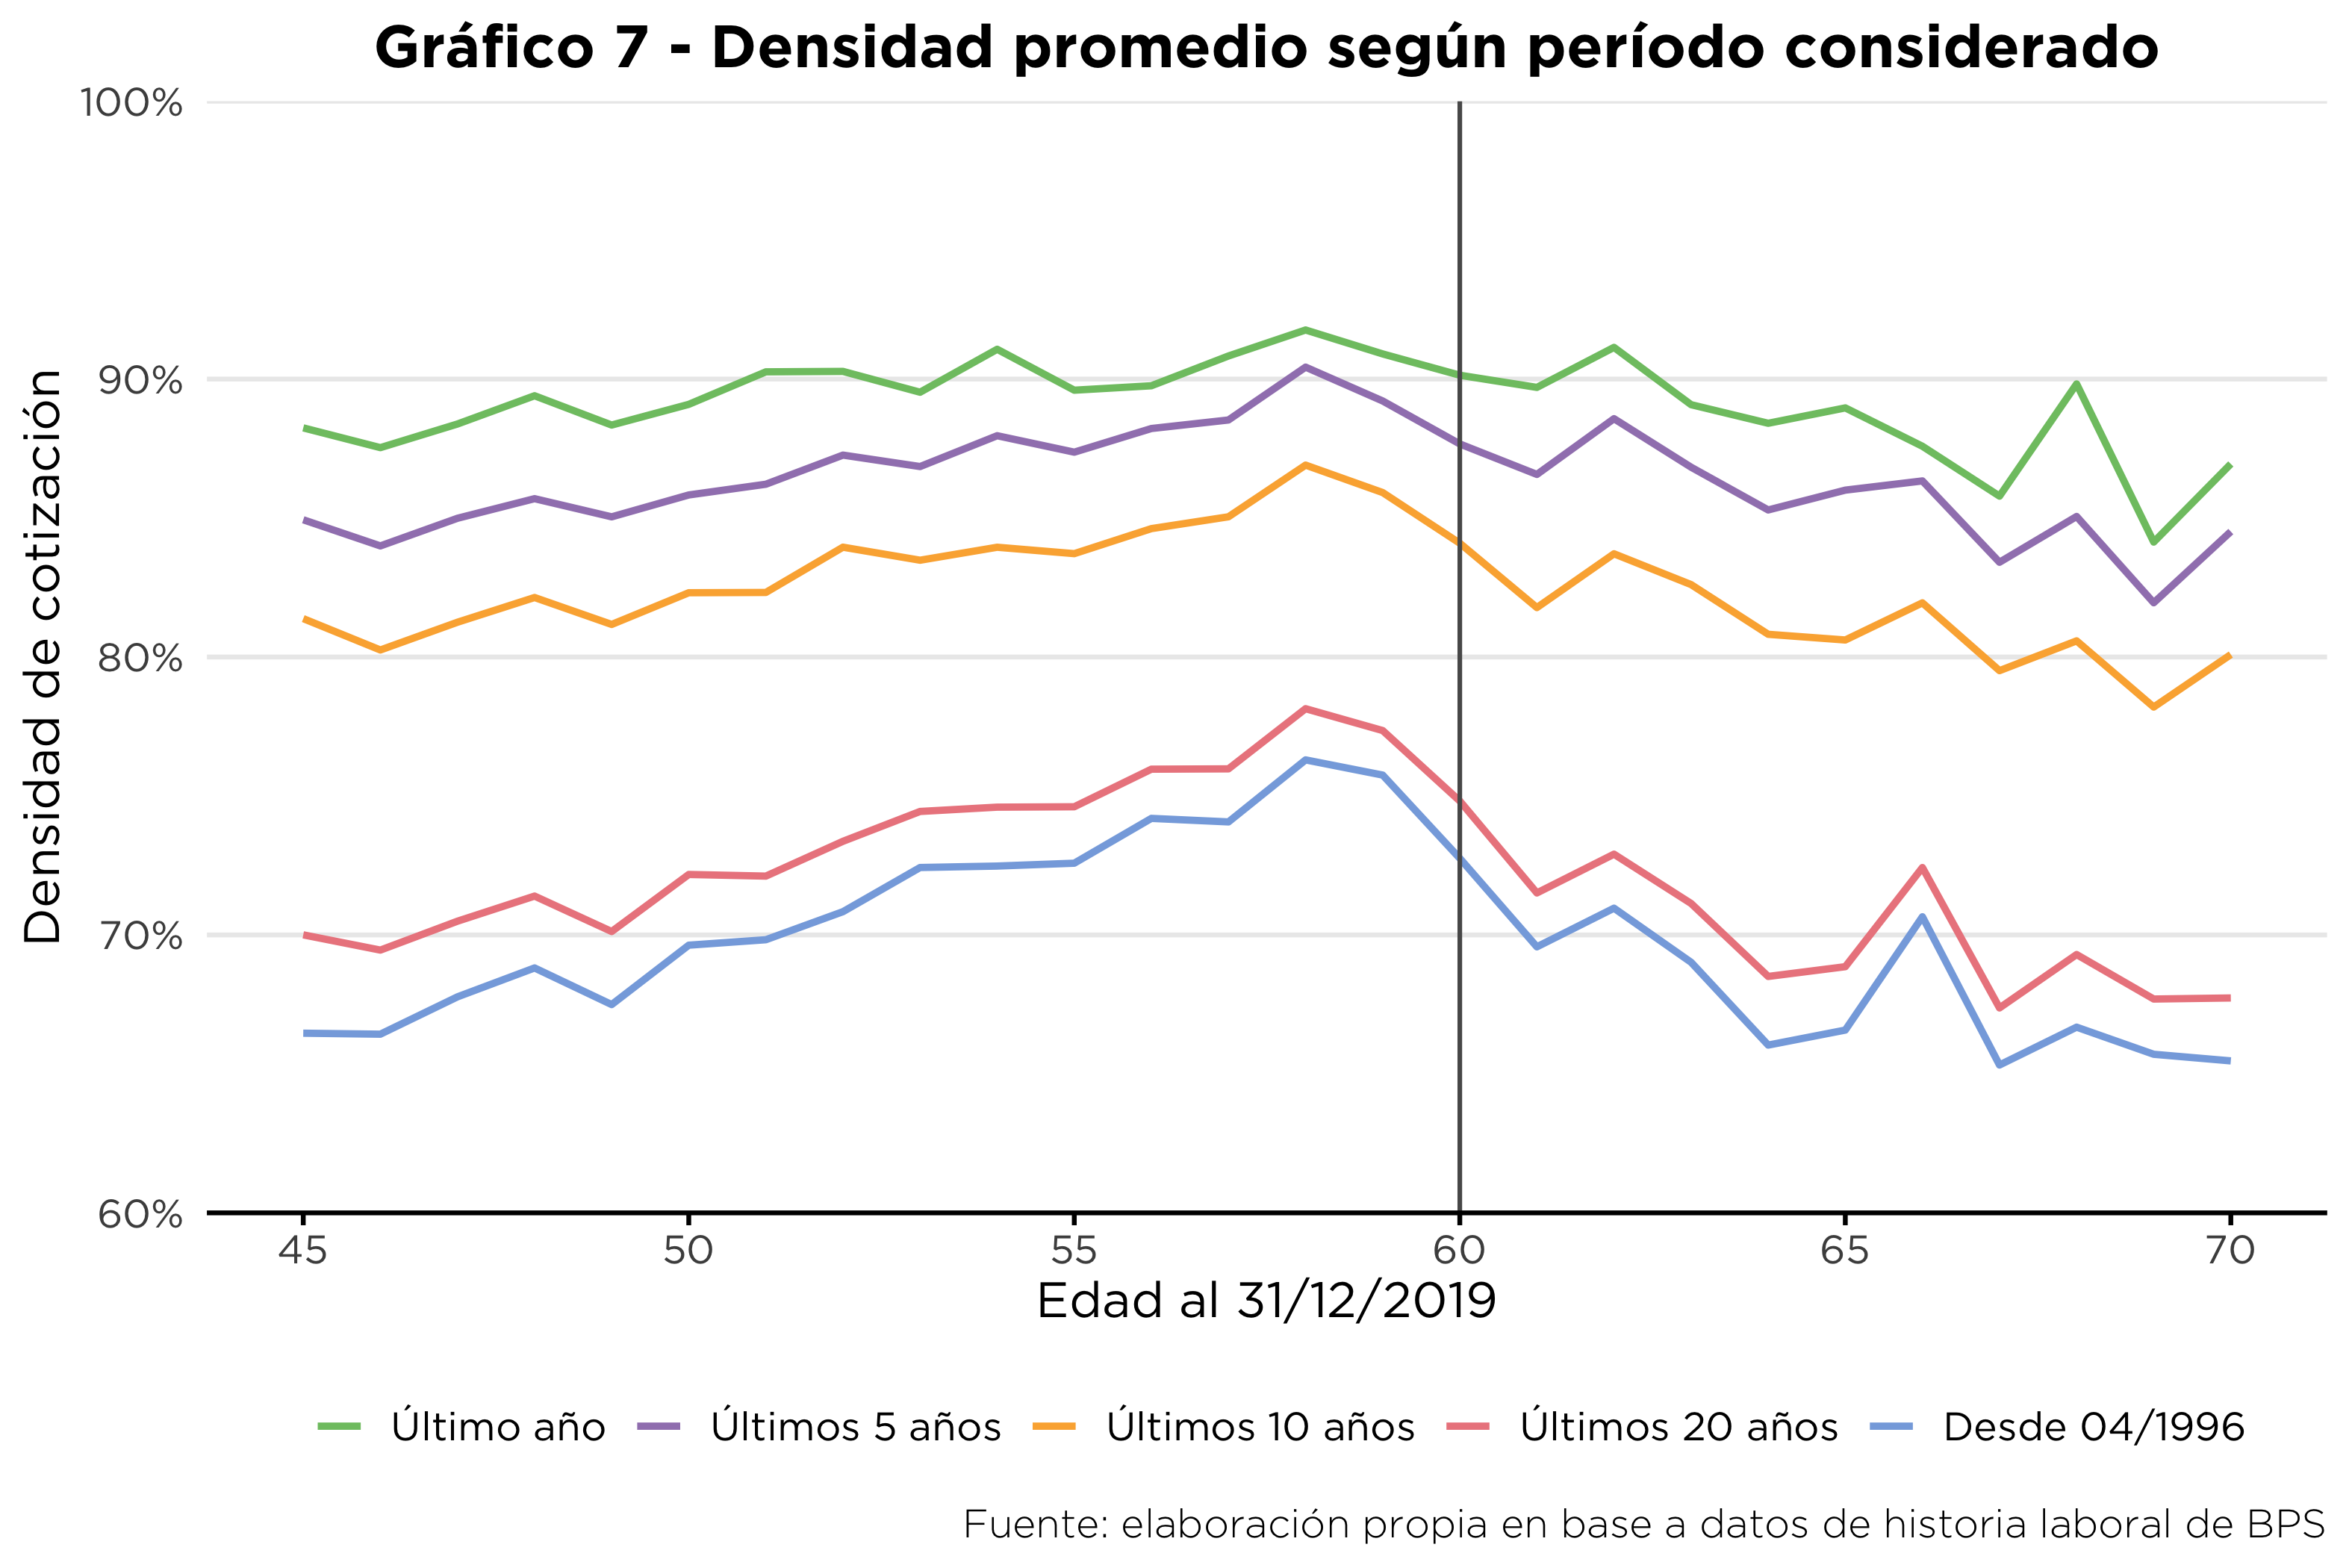 Gráfico 7 - Densidad promedio según período considerado
100%
90%
80%
70%
60%
Densidad de cotización
45 50 55 60 65 70
Edad al 31/12/2019
Último año Últimos 5 años Últimos 10 años Últimos 20 años Desde 04/1996
Fuente: elaboración propia en base a datos de historia laboral de BPS